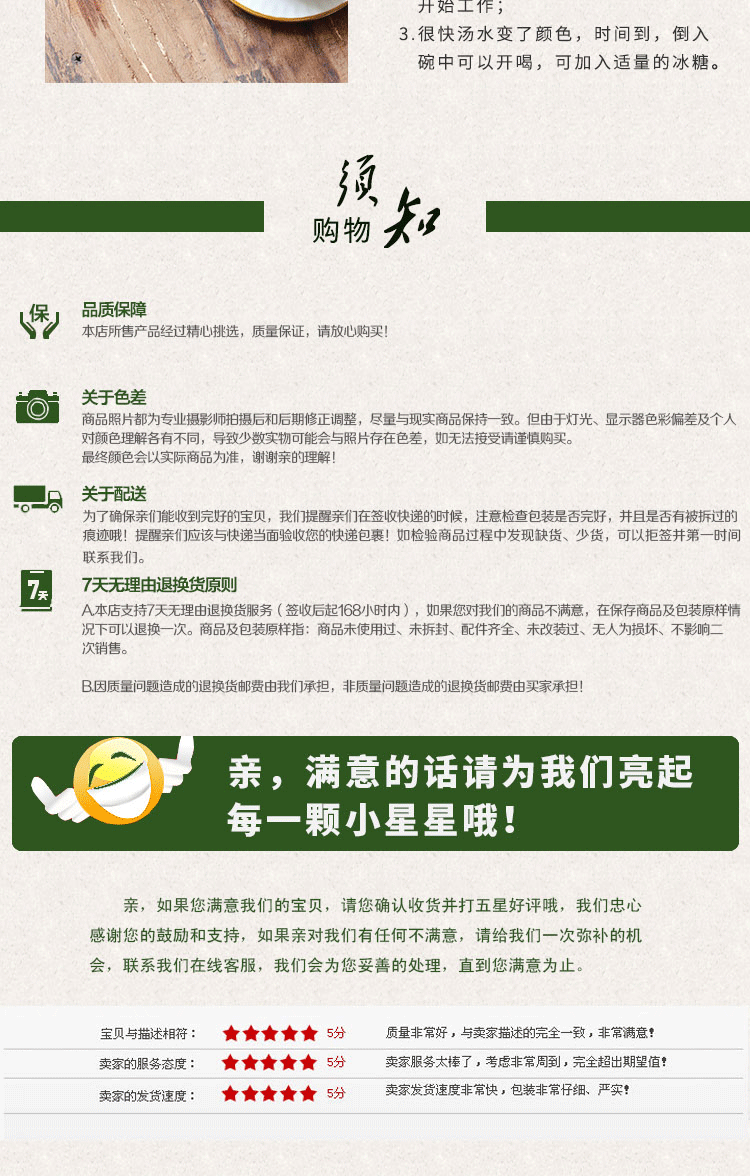 开始工作；
3.很快汤水变了颜色，时间到，倒入
碗中可以开喝，可加入适量的冰糖。
购物须知
保
品质保障
本店所售产品经过精心挑选，质量保证，请放心购买！
关于色差
商品照片都为专业摄影师拍摄后和后期修正调整，尽量与现实商品保持一致。但由于灯光、显示器色彩偏差及个人
对颜色理解各有不同，导致少数实物可能会与照片存在色差，如无法接受请谨慎购买。
最终颜色会以实际商品为准，谢谢亲的理解！
关于配送
为了确保亲们能收到完好的宝贝，我们提醒亲们在签收快递的时候，注意检查包装是否完好，并且是否有被拆过的
痕迹哦！提醒亲们应该与快递当面验收您的快递包裹！如检验商品过程中发现缺货、少货，可以拒签并第一时间
联系我们。
7天
7天无理由退换货原则
A.本店支持7天无理由退换货服务（签收后起168小时内），如果您对我们的商品不满意，在保存商品及包装原样情
况下可以退换一次。商品及包装原样指：商品未使用过、未拆封、配件齐全、未改装过、无人为损坏、不影响二
次销售。
B.因质量问题造成的退换货邮费由我们承担，非质量问题造成的退换货邮费由买家承担！
亲，满意的话请为我们亮起
每一颗小星星哦！
亲，如果您满意我们的宝贝，请您确认收货并打五星好评哦，我们忠心
感谢您的鼓励和支持，如果亲对我们有任何不满意，请给我们一次弥补的机
会，联系我们在线客服，我们会为您妥善的处理，直到您满意为止。
宝贝与描述相符：★★★★★ 5分 质量非常好，与卖家描述的完全一致，非常满意！
卖家的服务态度：★★★★★ 5分 卖家服务太棒了，考虑非常周到，完全超出期望值！
卖家的发货速度：★★★★★ 5分 卖家发货速度非常快，包装非常仔细、严实！